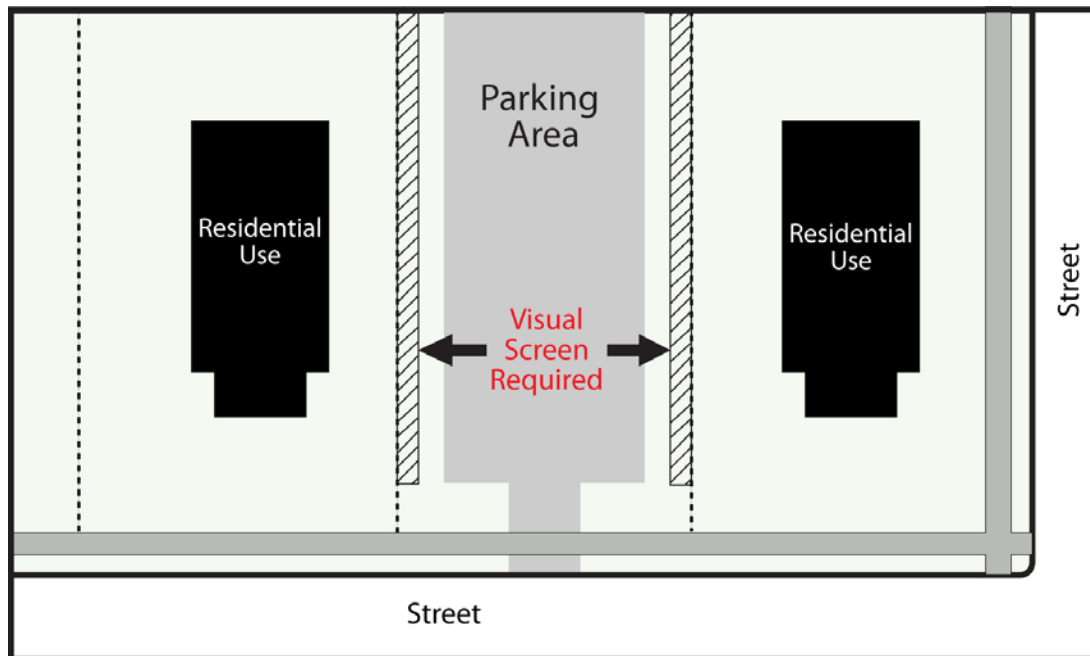 Parking
Area
Residential
Use
Residential
Use
Visual
Screen
Required
Street
Street